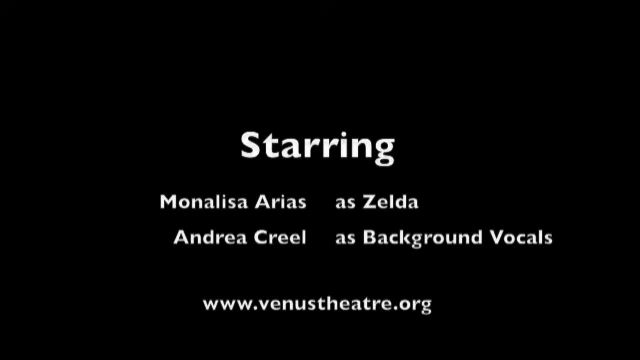 Starring
Monalisa Arias as Zelda
Andrea Creel as Background Vocals
www.venustheatre.org